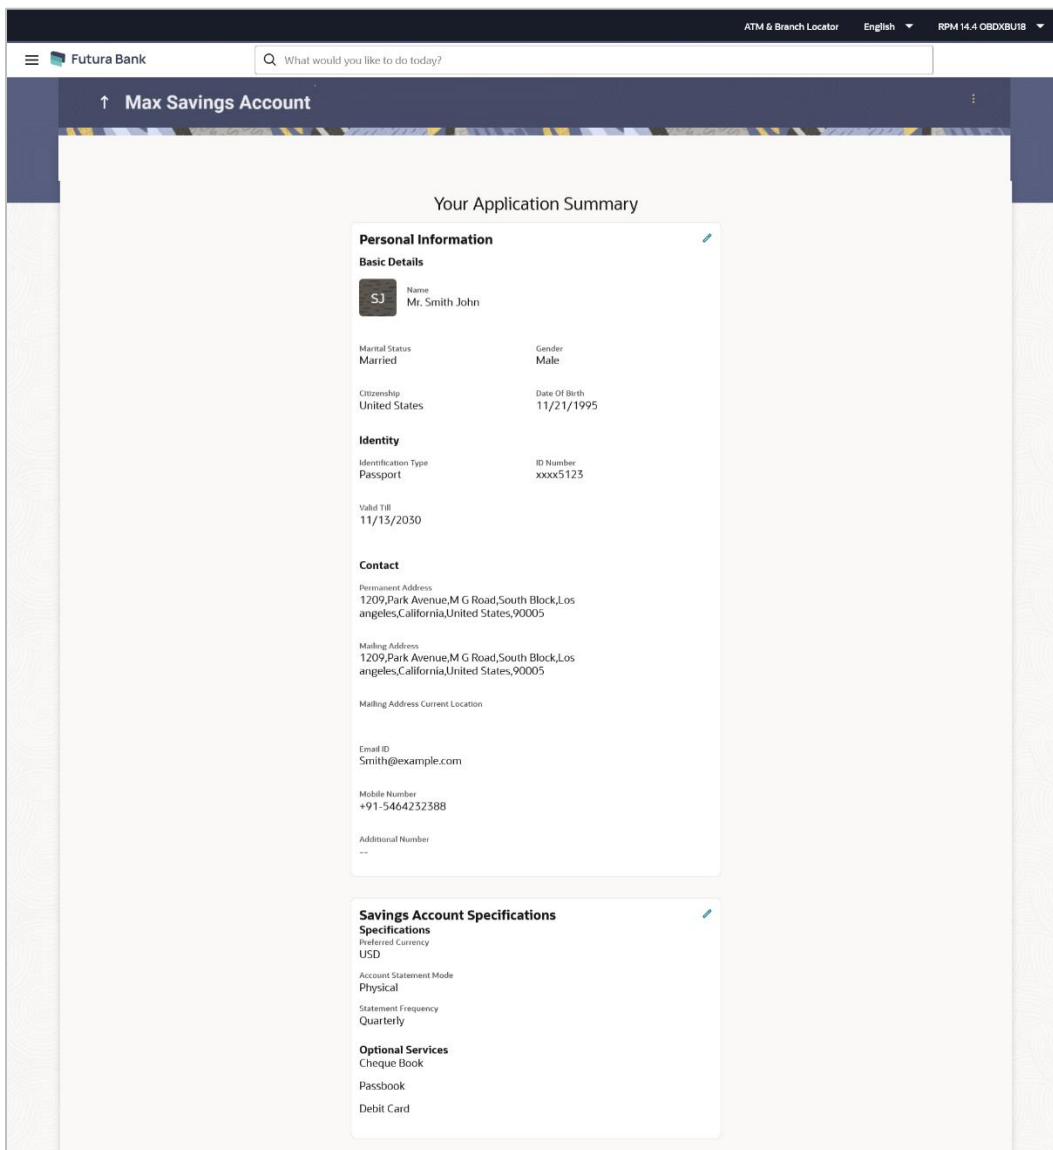 ATM & Branch Locator English RPM 14.4 OBDXBU18
Futura Bank What would you like to do today?
Max Savings Account
Your Application Summary
Personal Information
Basic Details
SJ
Name
Mr. Smith John
Marital Status Gender
Married Male
Citizenship Date Of Birth
United States 11/21/1995
Identity
Identification Type ID Number
Passport xxxx5123
Valid Till
11/13/2030
Contact
Permanent Address
1209,Park Avenue,M G Road,South Block,Los
angeles,California,United States,90005
Mailing Address
1209,Park Avenue,M G Road,South Block,Los
angeles,California,United States,90005
Mailing Address Current Location
Email ID
Smith@example.com
Mobile Number
+91-5464232388
Additional Number
--
Savings Account Specifications
Specifications
Preferred Currency
USD
Account Statement Mode
Physical
Statement Frequency
Quarterly
Optional Services
Cheque Book
Passbook
Debit Card